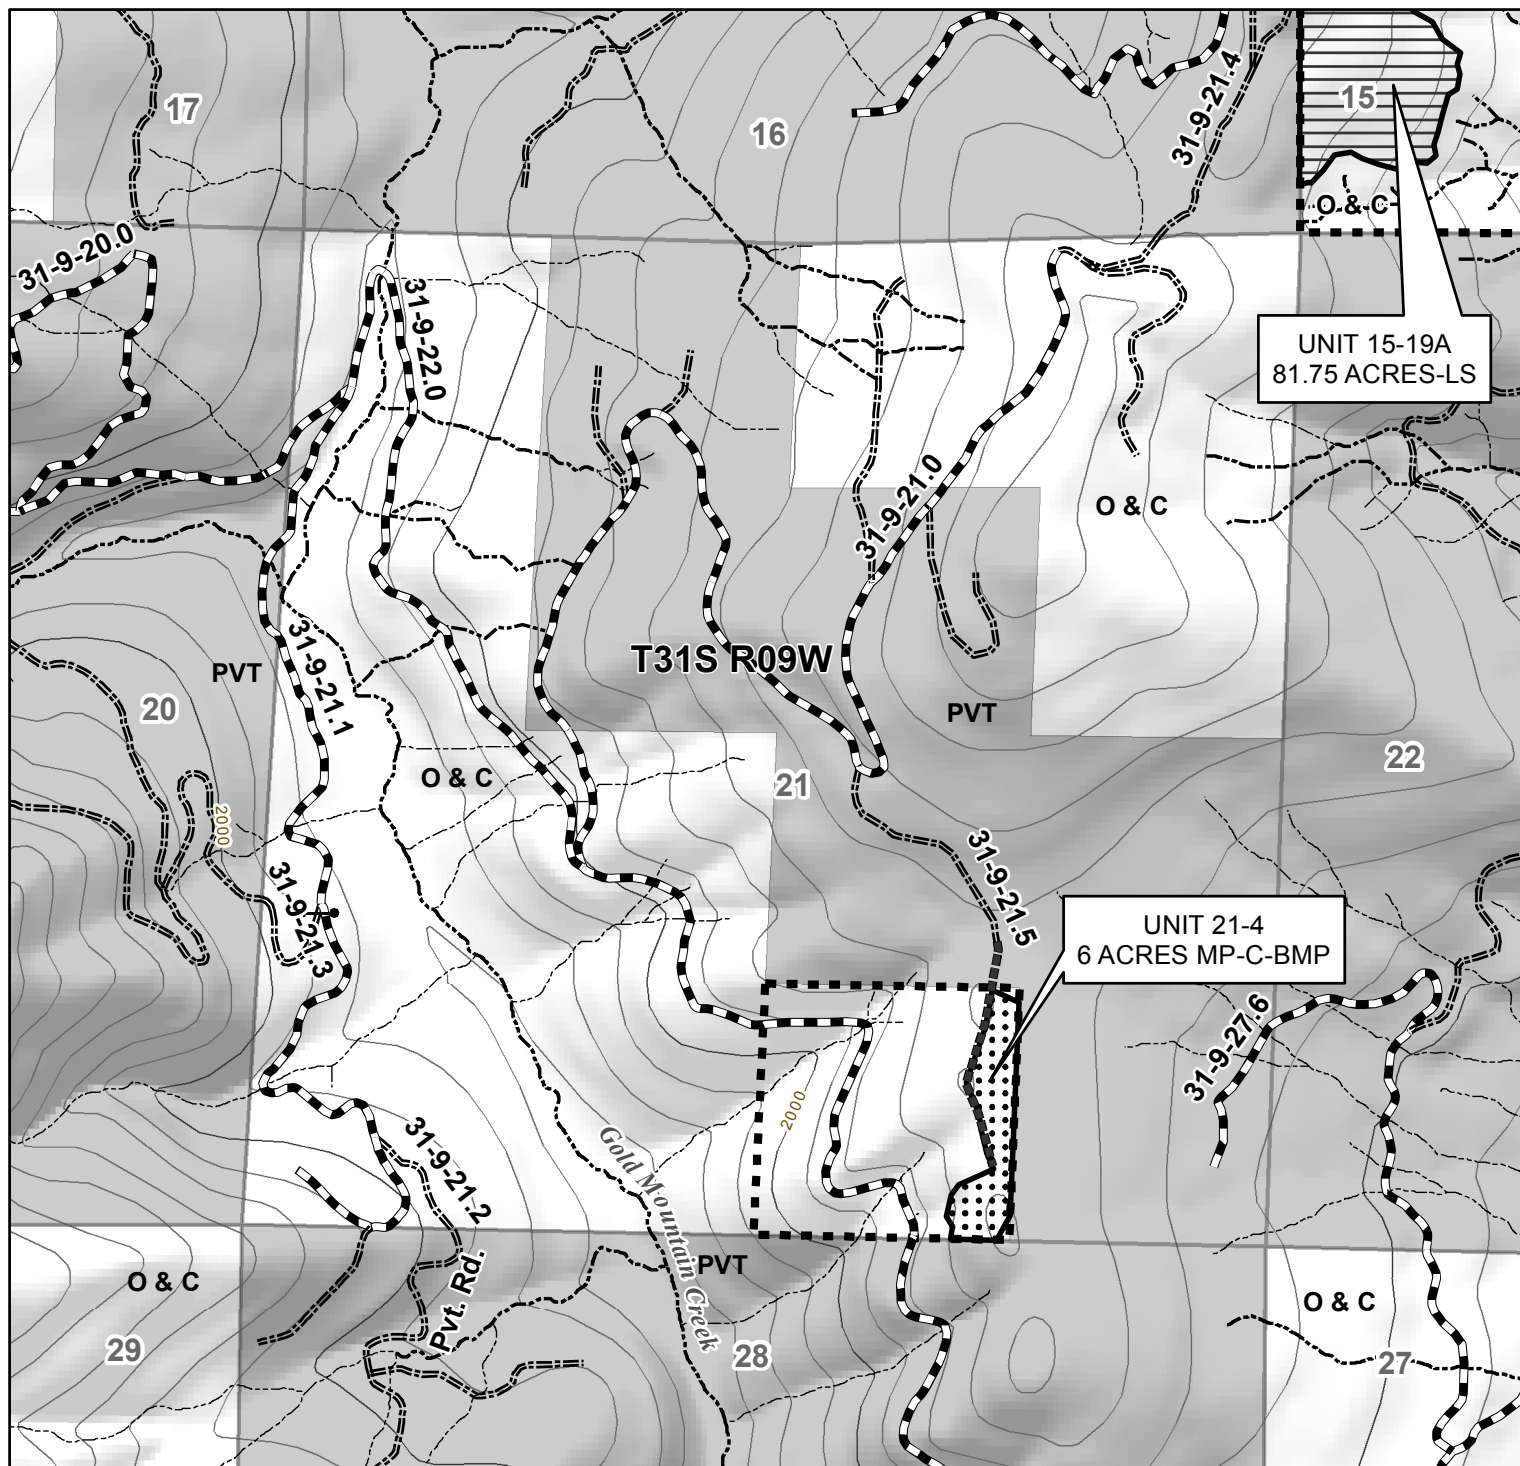 17
16
31-9-21.4
15
O & C
31-9-20.0
31-9-22.0
UNIT 15-19A
81.75 ACRES-LS
31-9-21.0
O & C
T31S R09W
PVT
31-9-21.1
20
PVT
O & C
21
22
2000
31-9-21.3
31-9-21.5
UNIT 21-4
6 ACRES MP-C-BMP
31-9-27.6
2000
31-9-21.2
Gold Mountain Creek
Pvt. Rd.
PVT
O & C
O & C
29
28
27